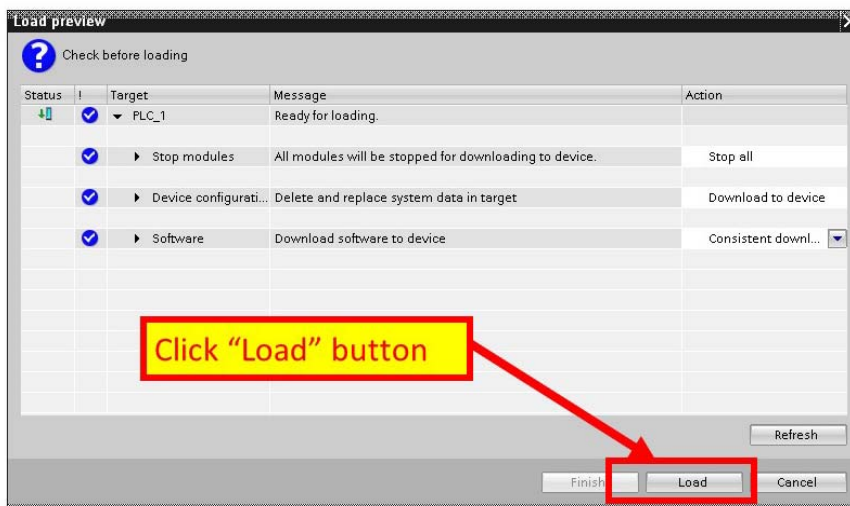 Load preview
Check before loading
Status ! Target Message Action
PLC_1 Ready for loading.
Stop modules All modules will be stopped for downloading to device. Stop all
Device configurati... Delete and replace system data in target Download to device
Software Download software to device Consistent downl...
Click “Load” button
Refresh
Finish Load Cancel